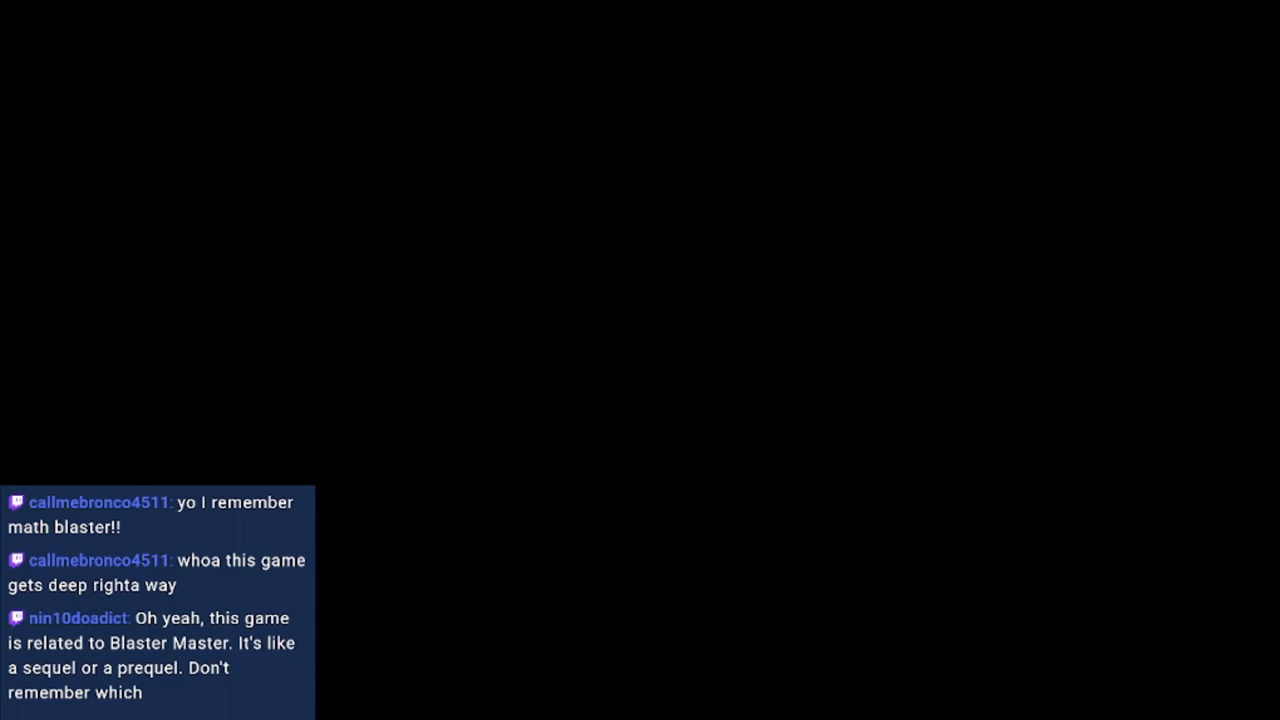 callmebronco4511: yo I remember
math blaster!!
callmebronco4511: whoa this game
gets deep righta way
nin10doadict: Oh yeah, this game
is related to Blaster Master. It's like
a sequel or a prequel. Don't
remember which